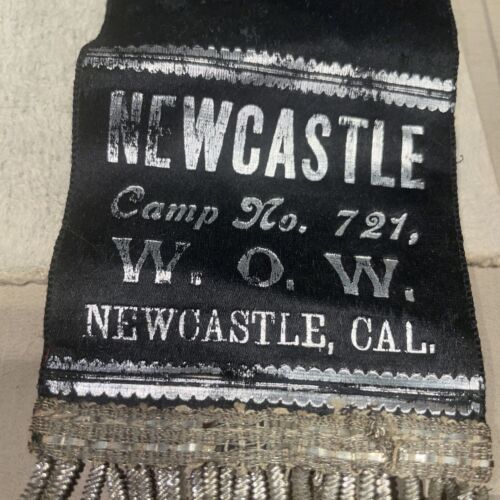 NEWCASTLE
Camp No. 721,
W. O. W.
NEWCASTLE, CAL.